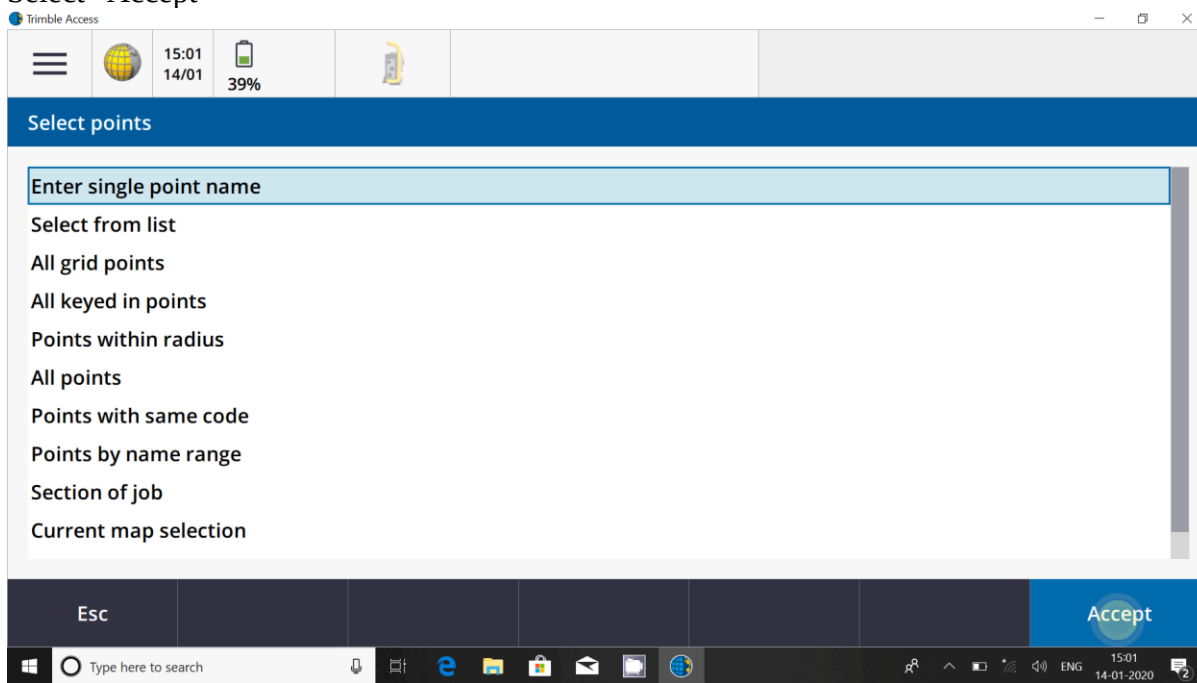 Select - Accept
Trimble Access
15:01
14/01
39%
Select points
Enter single point name
Select from list
All grid points
All keyed in points
Points within radius
All points
Points with same code
Points by name range
Section of job
Current map selection
Esc
Accept
Type here to search
ENG
15:01
14-01-2020
2